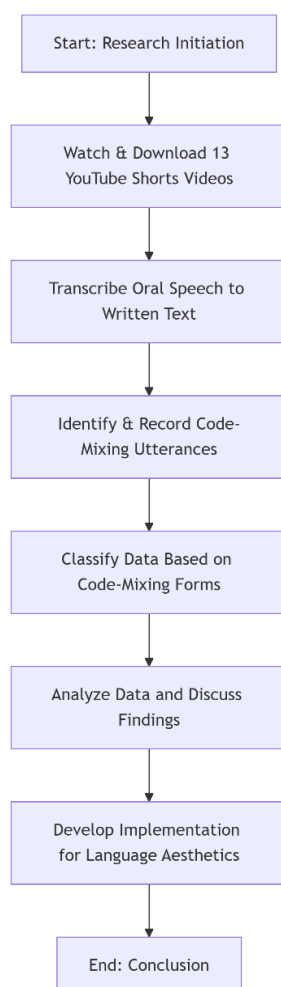 Start: Research Initiation
Watch & Download 13
YouTube Shorts Videos
Transcribe Oral Speech to
Written Text
Identify & Record Code-
Mixing Utterances
Classify Data Based on
Code-Mixing Forms
Analyze Data and Discuss
Findings
Develop Implementation
for Language Aesthetics
End: Conclusion